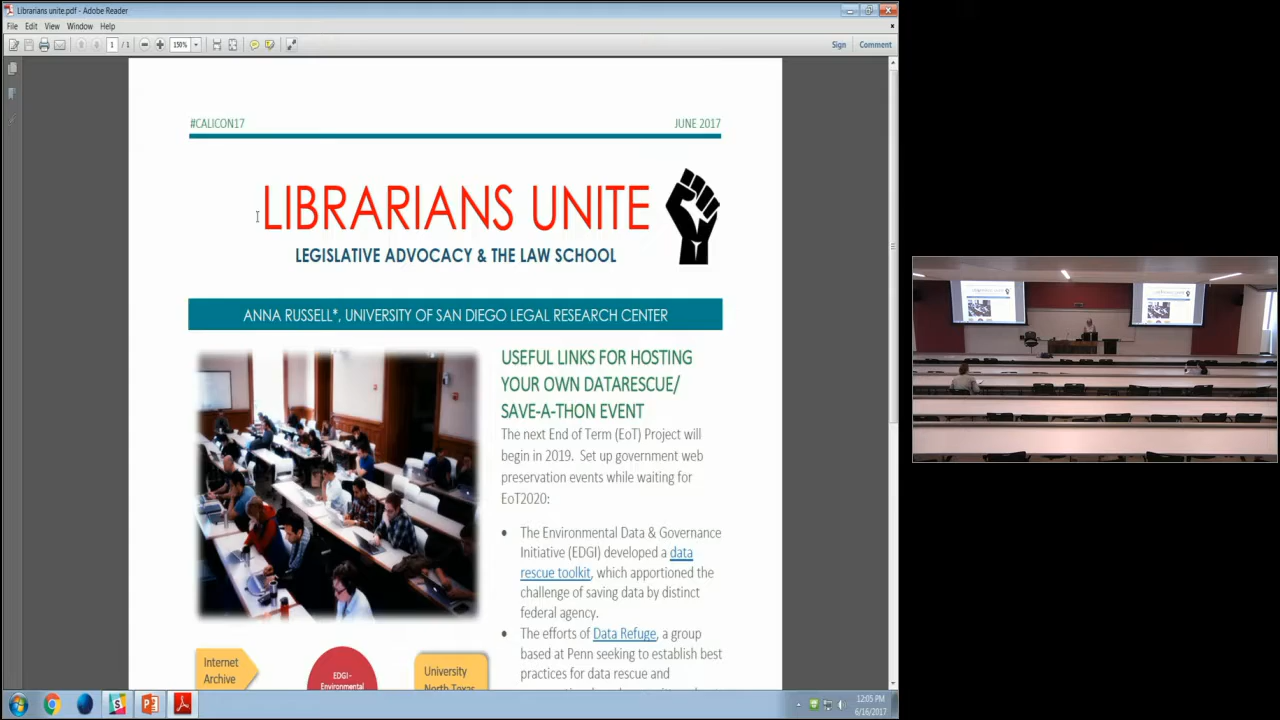 Librarians unite.pdf - Adobe Reader
File Edit View Window Help
1 / 1 150%
Sign Comment
#CALICON17 JUNE 2017
LIBRARIANS UNITE
LEGISLATIVE ADVOCACY & THE LAW SCHOOL
ANNA RUSSELL*, UNIVERSITY OF SAN DIEGO LEGAL RESEARCH CENTER
USEFUL LINKS FOR HOSTING
YOUR OWN DATARESCUE/
SAVE-A-THON EVENT
The next End of Term (EoT) Project will
begin in 2019. Set up government web
preservation events while waiting for
EoT2020:
• The Environmental Data & Governance
Initiative (EDGI) developed a data
rescue toolkit, which apportioned the
challenge of saving data by distinct
federal agency.
• The efforts of Data Refuge, a group
based at Penn seeking to establish best
practices for data rescue and
Internet
Archive
EDGI -
Environmental
University
North Texas
12:05 PM
6/16/2017